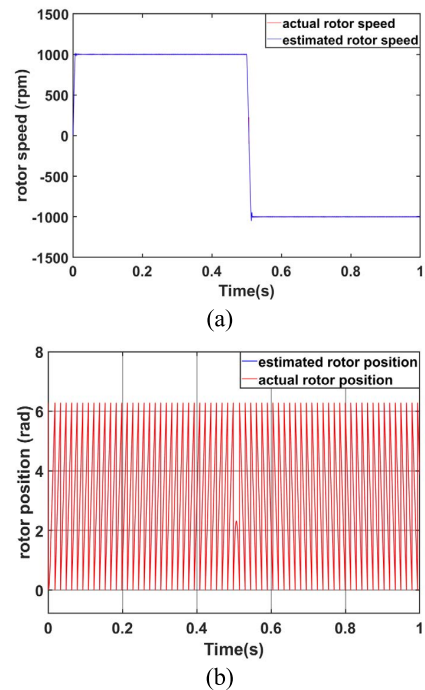 1500
actual rotor speed
estimated rotor speed
1000
500
0
-500
-1000
-1500
rotor speed (rpm)
0
0.2
0.4
0.6
0.8
1
Time(s)
(a)
8
estimated rotor position
actual rotor position
6
4
2
0
rotor position (rad)
0
0.2
0.4
0.6
0.8
1
Time(s)
(b)